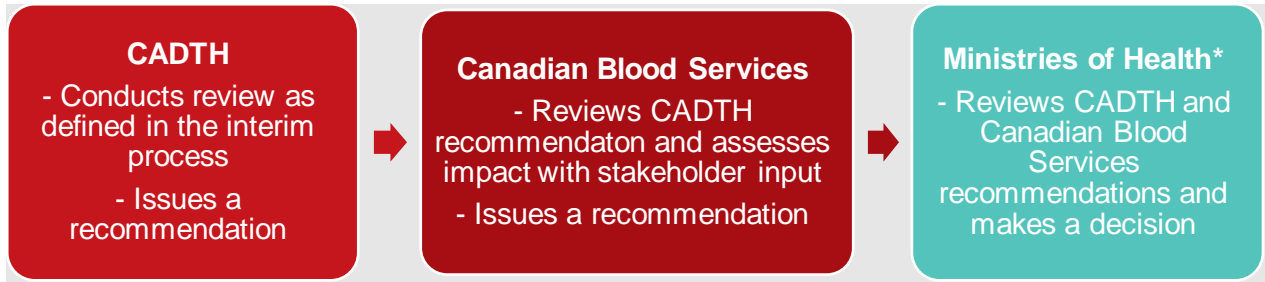 CADTH
- Conducts review as
defined in the interim
process
- Issues a
recommendation
Canadian Blood Services
- Reviews CADTH
recommendaton and assesses
impact with stakeholder input
- Issues a recommendation
Ministries of Health*
- Reviews CADTH and
Canadian Blood
Services
recommendations and
makes a decision